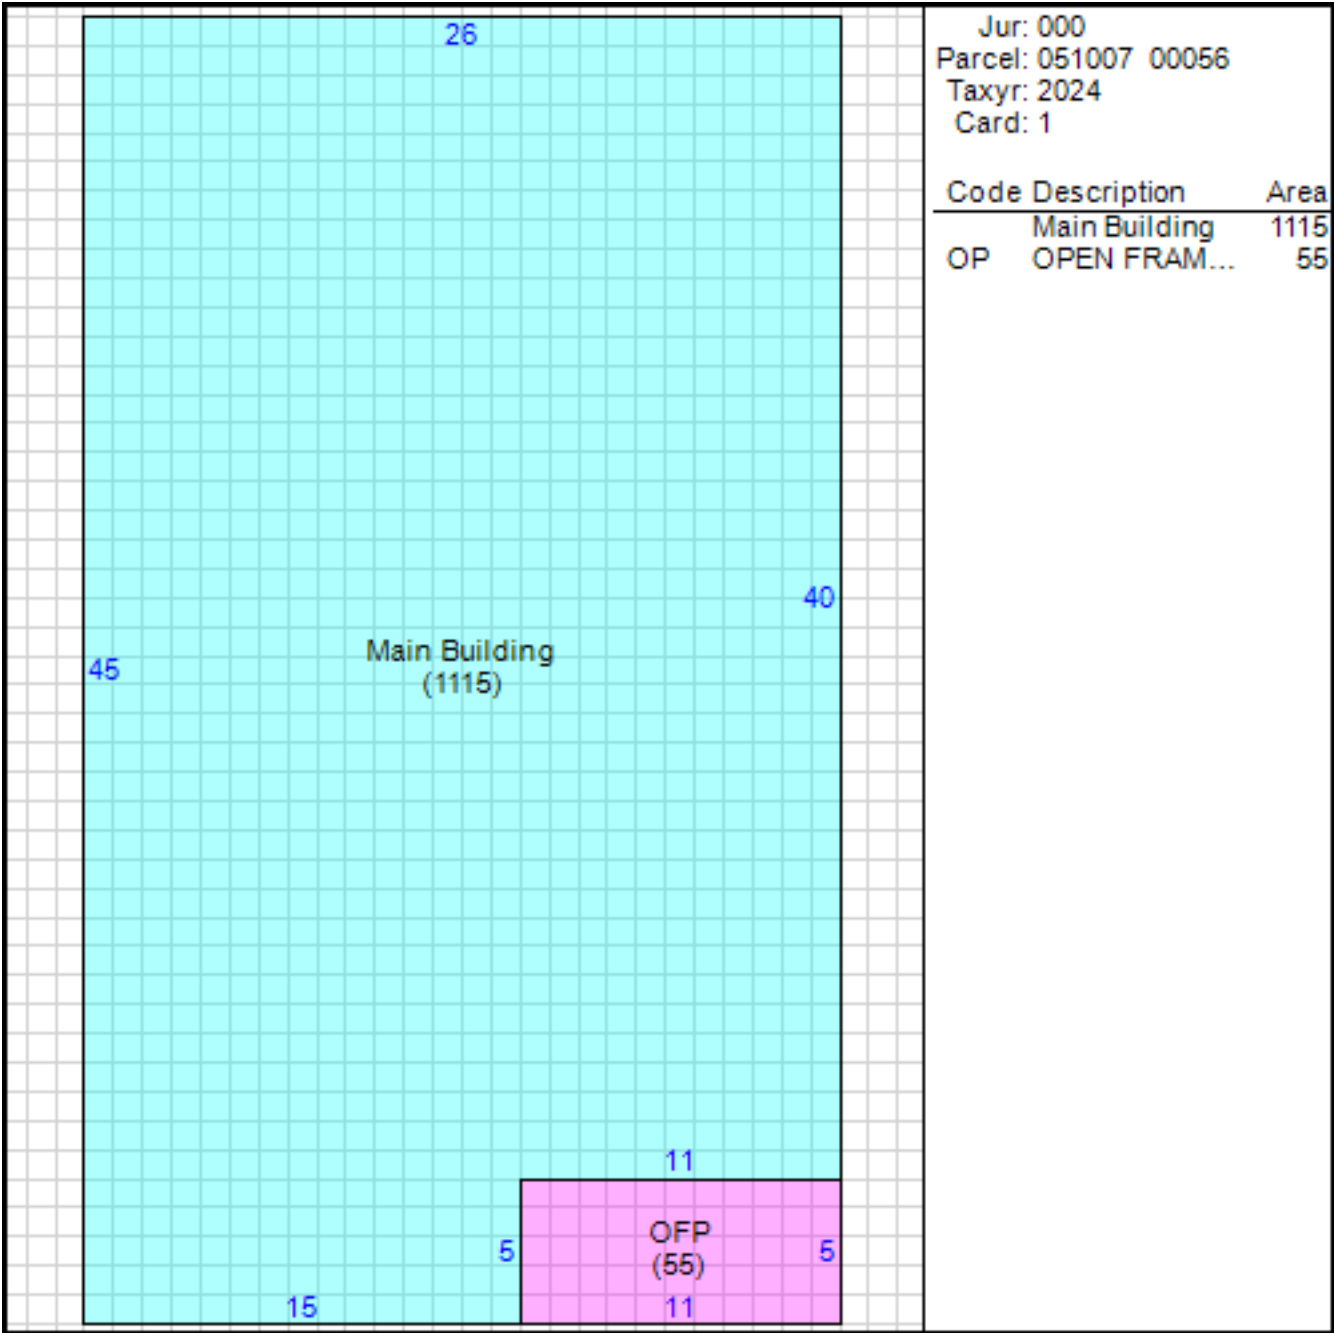 26
45
40
Main Building
(1115)
11
5
OFP
(55)
5
15
11
Jur: 000
Parcel: 051007 00056
Taxyr: 2024
Card: 1
Code Description Area
Main Building 1115
OP OPEN FRAM... 55